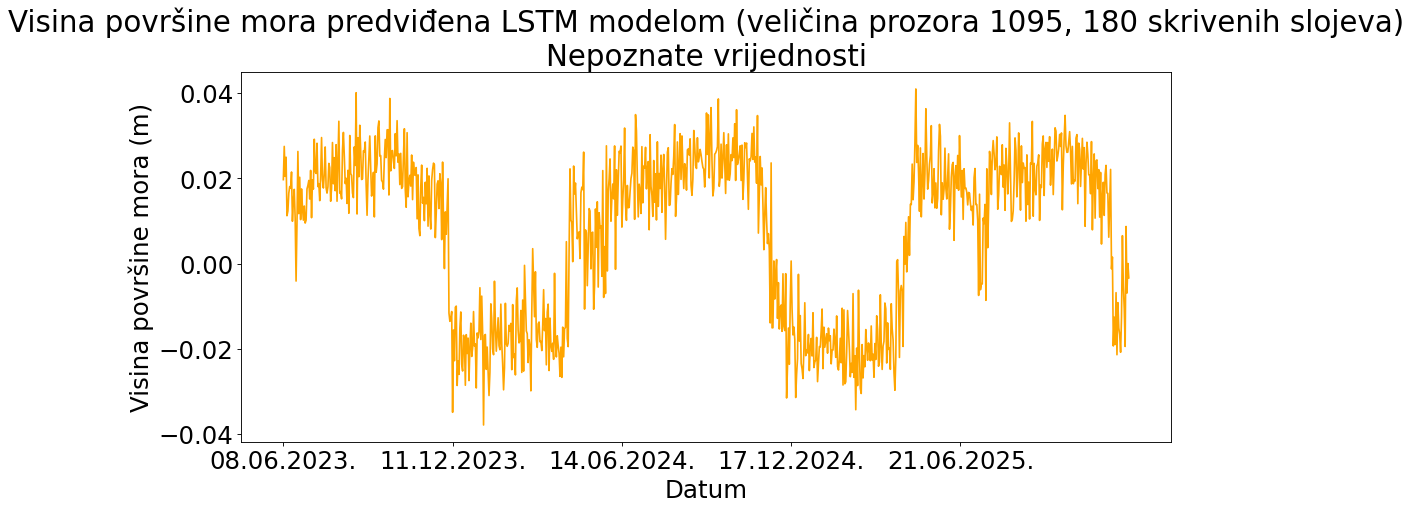 Visina površine mora predviđena LSTM modelom (veličina prozora 1095, 180 skrivenih slojeva)
Nepoznate vrijednosti
Visina površine mora (m)
0.04
0.02
0.00
−0.02
−0.04
08.06.2023. 11.12.2023. 14.06.2024. 17.12.2024. 21.06.2025.
Datum